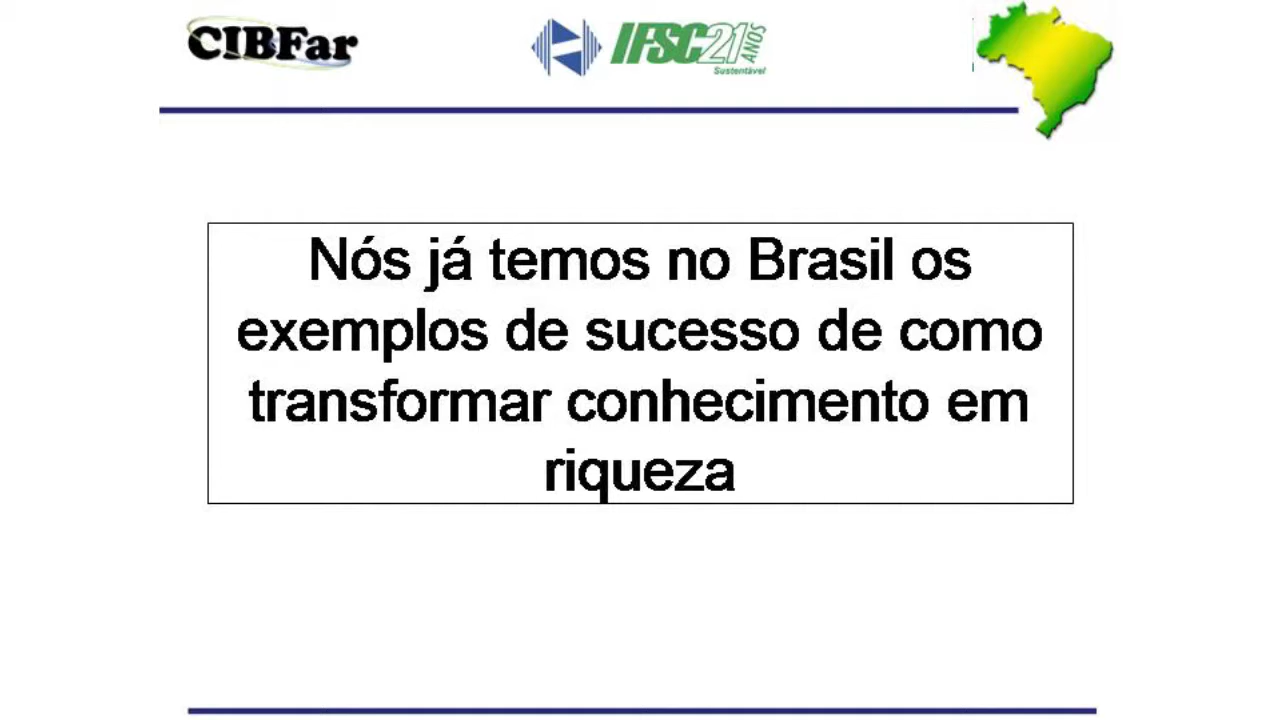 CIBFar
IFSC21
ANOS
Sustentável
Nós já temos no Brasil os
exemplos de sucesso de como
transformar conhecimento em
riqueza